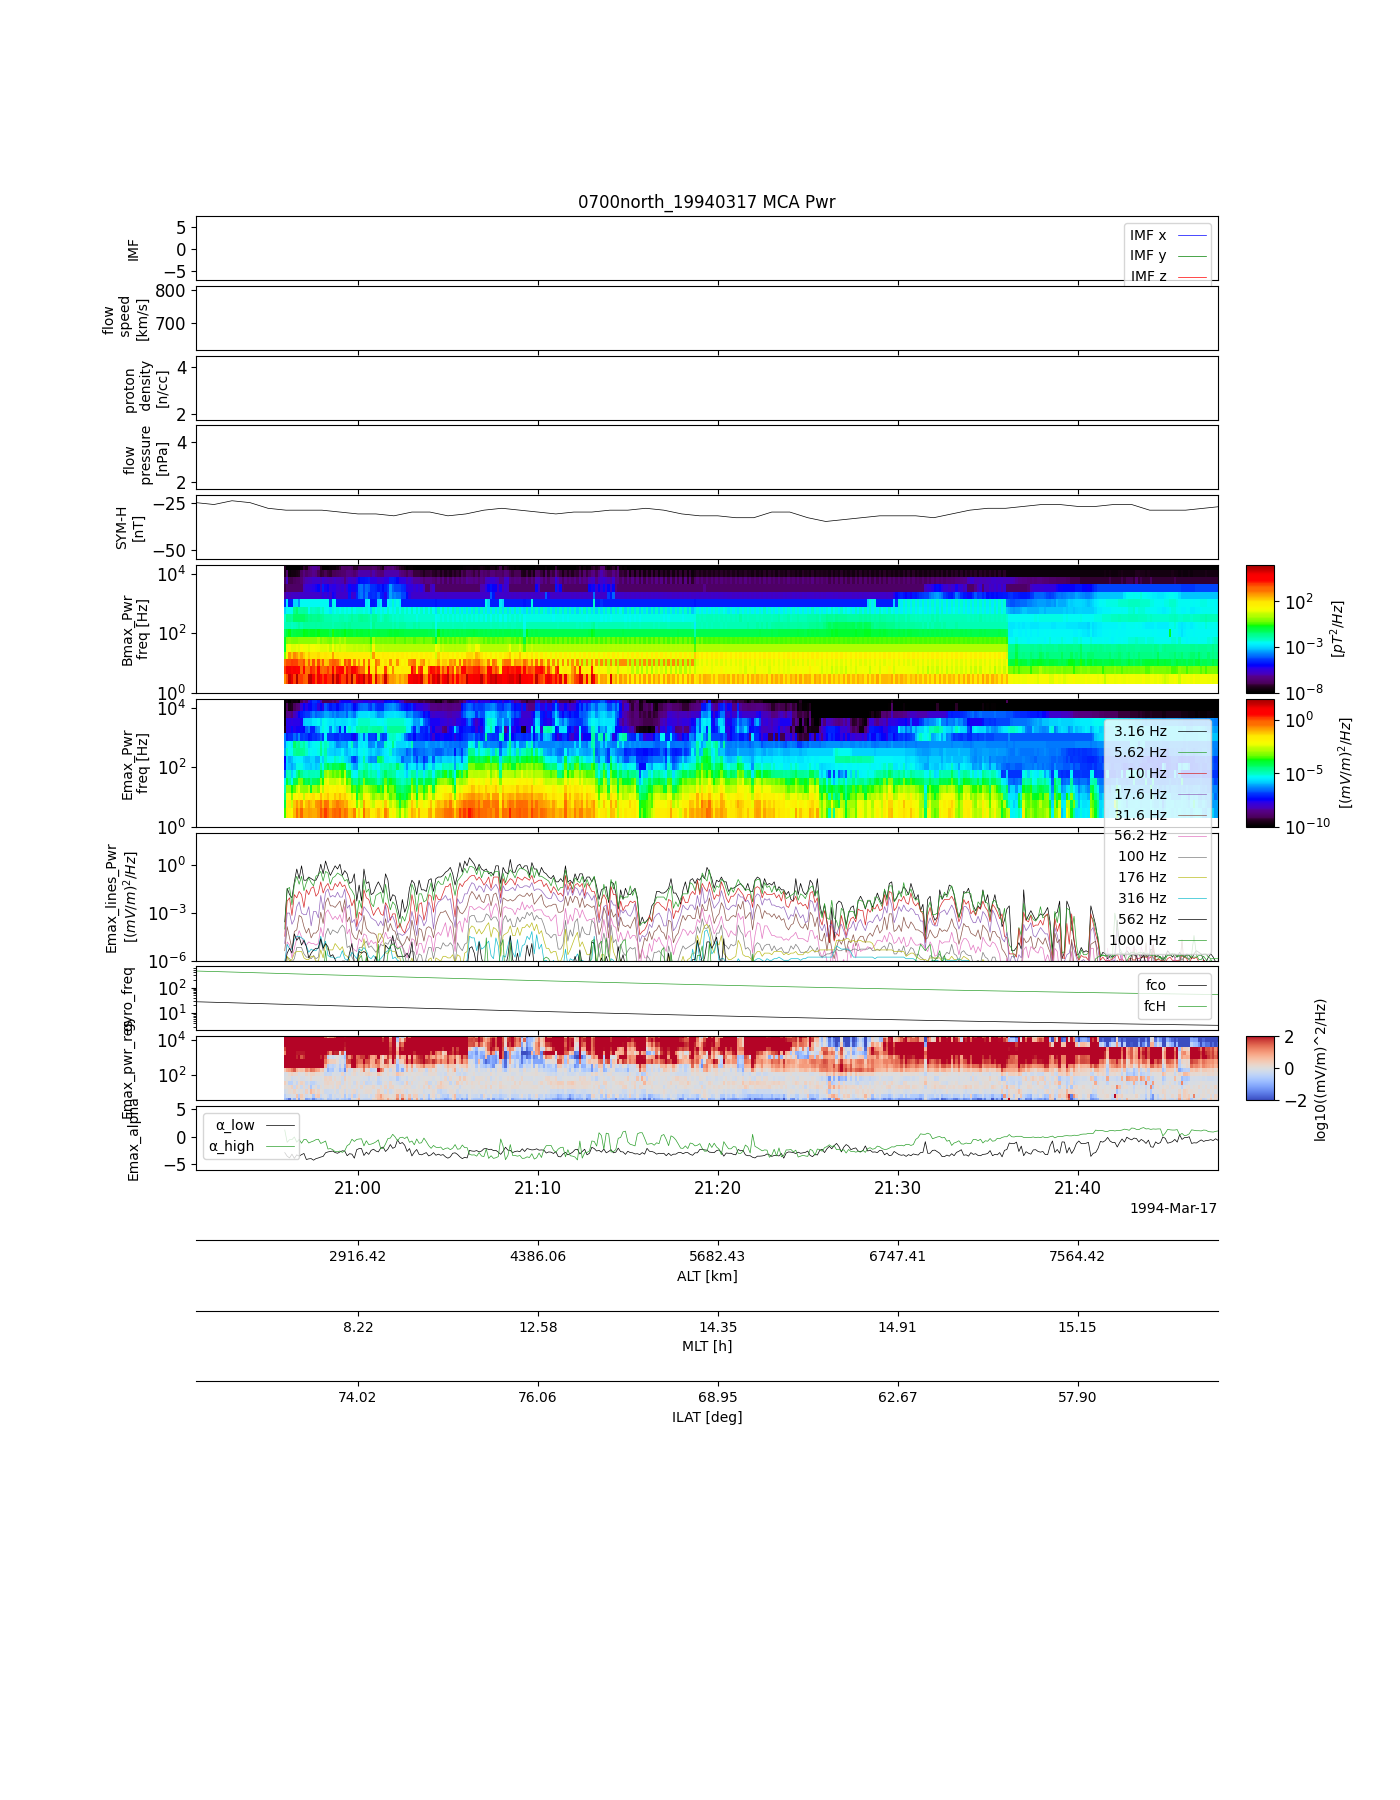 0700north_19940317 MCA Pwr
IMF
5
0
−5
IMF x
IMF y
IMF z
flow
speed
[km/s]
800
700
proton
density
[n/cc]
4
2
flow
pressure
[nPa]
4
2
SYM-H
[nT]
−25
−50
Bmax_Pwr
freq [Hz]
10^4
10^2
10^0
10^2
10^−3
10^−8
[pT^2/Hz]
Emax_Pwr
freq [Hz]
10^4
10^2
10^0
10^0
10^−5
10^−10
[(mV/m)^2/Hz]
3.16 Hz
5.62 Hz
10 Hz
17.6 Hz
31.6 Hz
56.2 Hz
100 Hz
176 Hz
316 Hz
562 Hz
1000 Hz
Emax_lines_Pwr
[(mV/m)^2/Hz]
10^0
10^−3
10^−6
gyro_freq
10^2
10^1
fco
fcH
Emax_pwr_res
10^4
10^2
2
0
−2
log10((mV/m)^2/Hz)
Emax_alpha
5
0
−5
α_low
α_high
21:00 21:10 21:20 21:30 21:40
1994-Mar-17
2916.42 4386.06 5682.43 6747.41 7564.42
ALT [km]
8.22 12.58 14.35 14.91 15.15
MLT [h]
74.02 76.06 68.95 62.67 57.90
ILAT [deg]